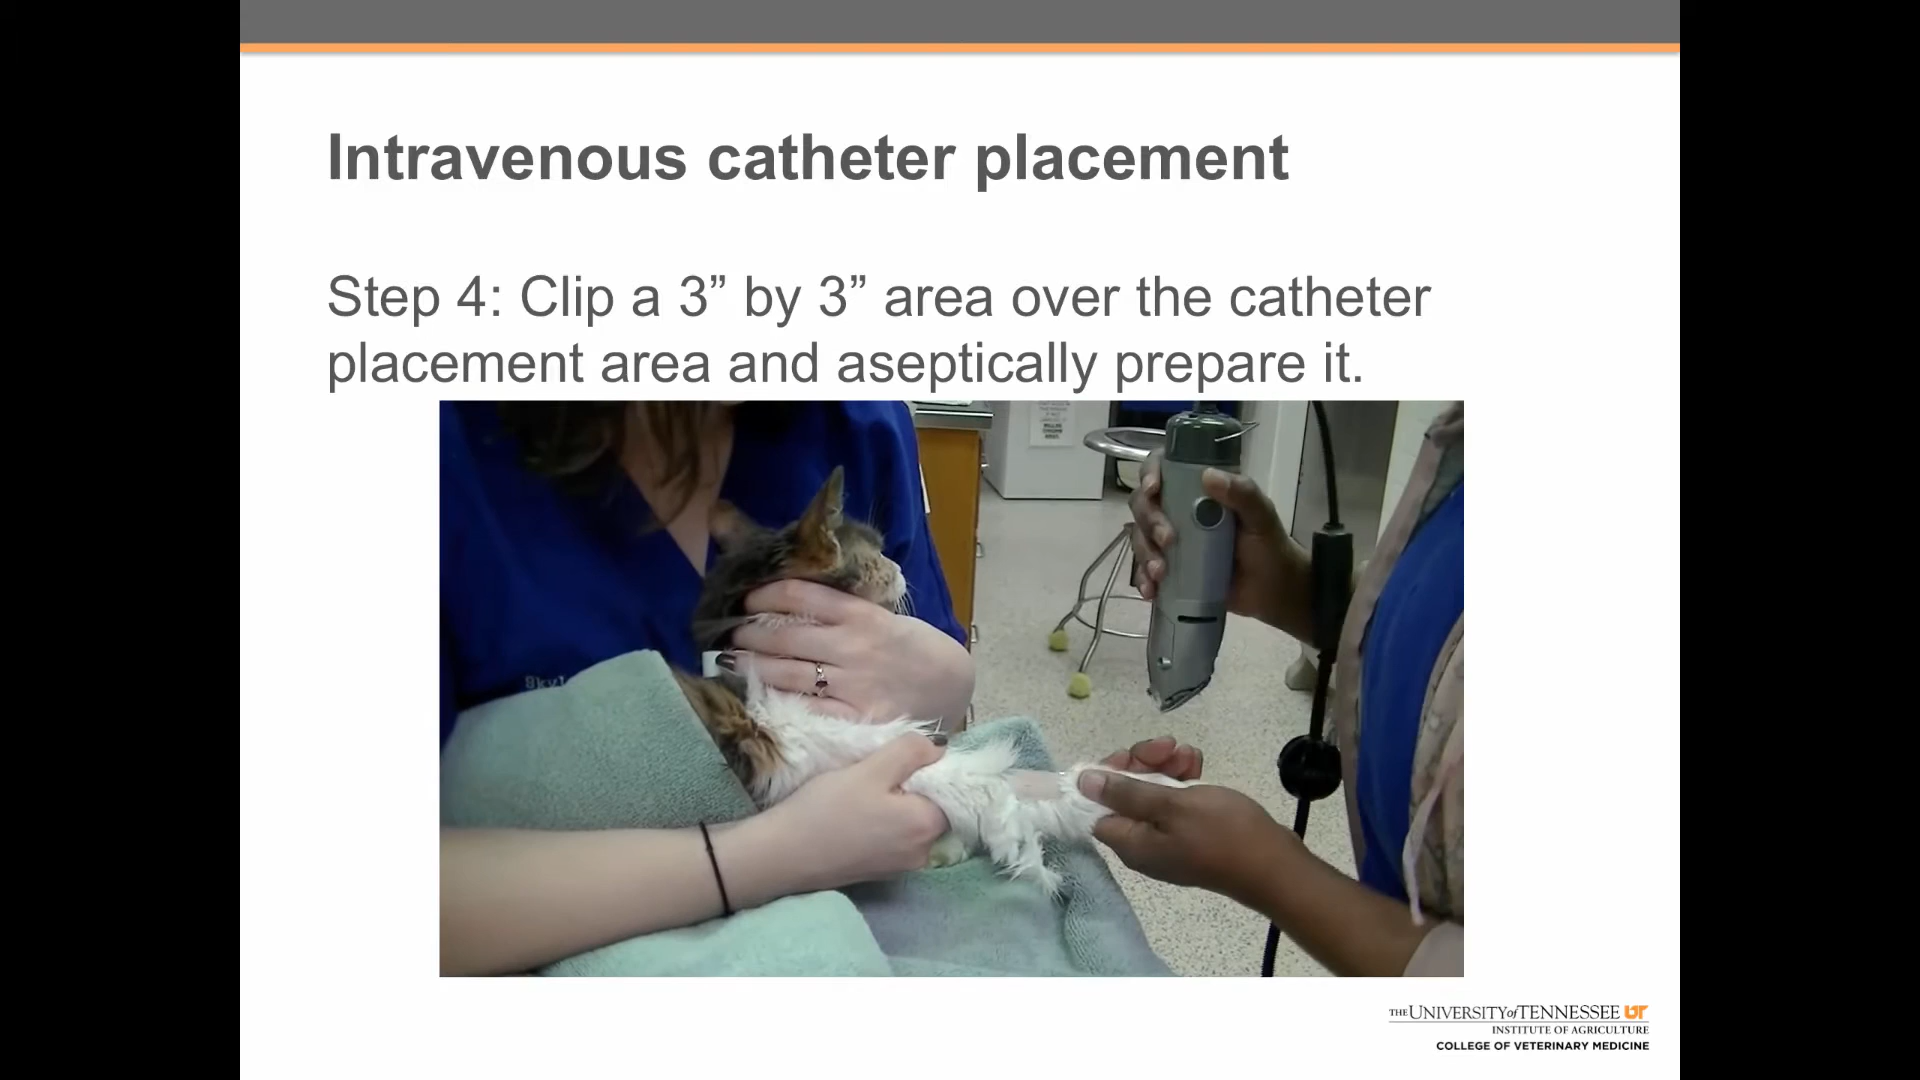 Intravenous catheter placement
Step 4: Clip a 3” by 3” area over the catheter
placement area and aseptically prepare it.
THE UNIVERSITY of TENNESSEE UT
INSTITUTE OF AGRICULTURE
COLLEGE OF VETERINARY MEDICINE